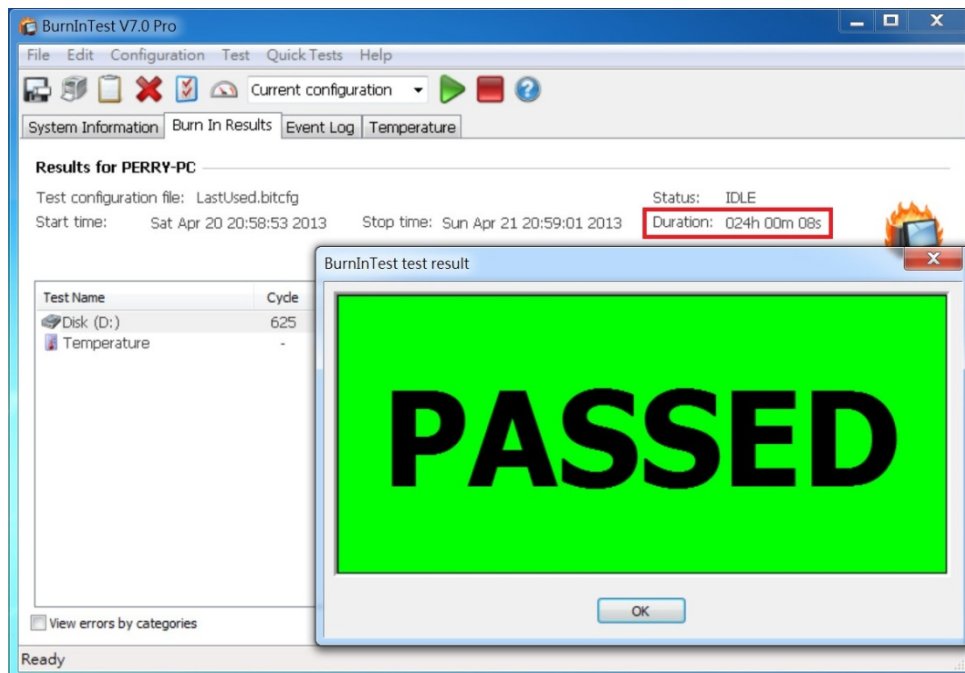 BurnInTest V7.0 Pro
File Edit Configuration Test Quick Tests Help
Current configuration
System Information Burn In Results Event Log Temperature
Results for PERRY-PC
Test configuration file: LastUsed.bitcfg Status: IDLE
Start time: Sat Apr 20 20:58:53 2013 Stop time: Sun Apr 21 20:59:01 2013 Duration: 024h 00m 08s
BurnInTest test result
Test Name Cycle
Disk (D:) 625
Temperature -
PASSED
OK
View errors by categories
Ready